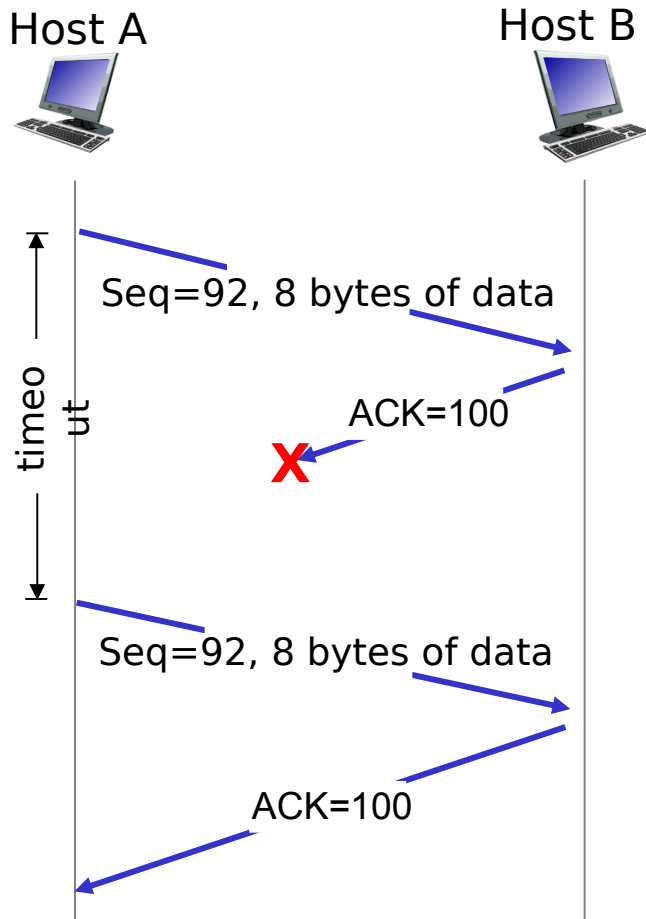 Host A
Host B
Seq=92, 8 bytes of data
ACK=100
timeo
ut
X
Seq=92, 8 bytes of data
ACK=100